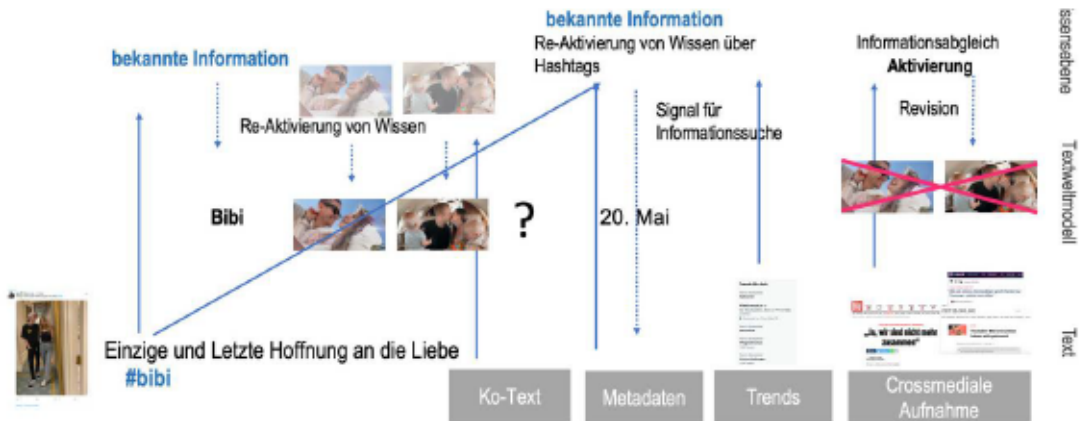 bekannte Information
Re-Aktivierung von Wissen über
Hashtags
bekannte Information
Informationsabgleich
Aktivierung
Re-Aktivierung von Wissen
Signal für
Informationssuche
Revision
Bibi
?
20. Mai
Einzige und Letzte Hoffnung an die Liebe
#bibi
„Ja, wir sind nicht mehr
zusammen"
Ko-Text
Metadaten
Trends
Crossmediale
Aufnahme
issensebene
Textweltmodell
Text